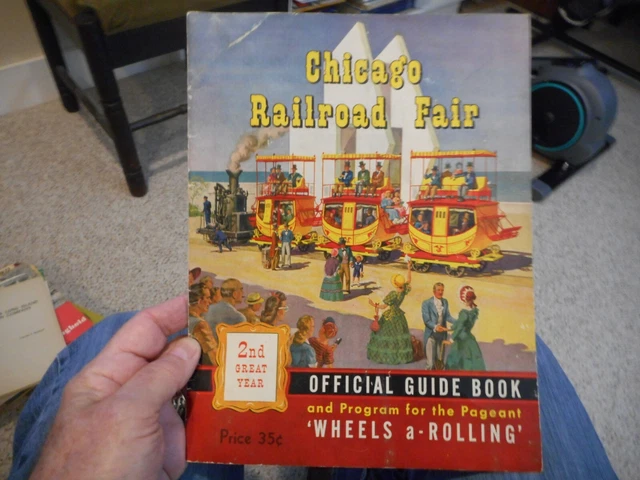 Chicago
Railroad Fair
2nd
GREAT
YEAR
OFFICIAL GUIDE BOOK
and Program for the Pageant
'WHEELS a-ROLLING'
Price 35¢